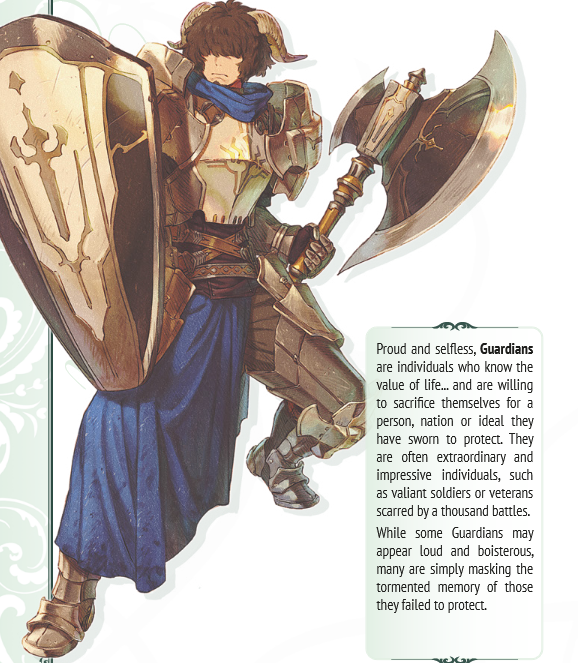 Proud and selfless, Guardians
are individuals who know the
value of life... and are willing
to sacrifice themselves for a
person, nation or ideal they
have sworn to protect. They
are often extraordinary and
impressive individuals, such
as valiant soldiers or veterans
scarred by a thousand battles.
While some Guardians may
appear loud and boisterous,
many are simply masking the
tormented memory of those
they failed to protect.